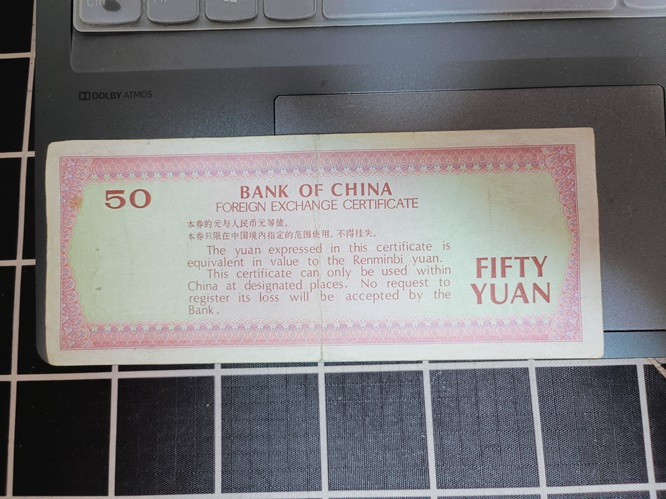 DOLBY ATMOS
50
BANK OF CHINA
FOREIGN EXCHANGE CERTIFICATE
本券的元与人民币元等值。
本券只限在中国境内指定的范围使用,不得挂失。
The yuan expressed in this certificate is
equivalent in value to the Renminbi yuan.
This certificate can only be used within
China at designated places. No request to
register its loss will be accepted by the
Bank.
FIFTY
YUAN